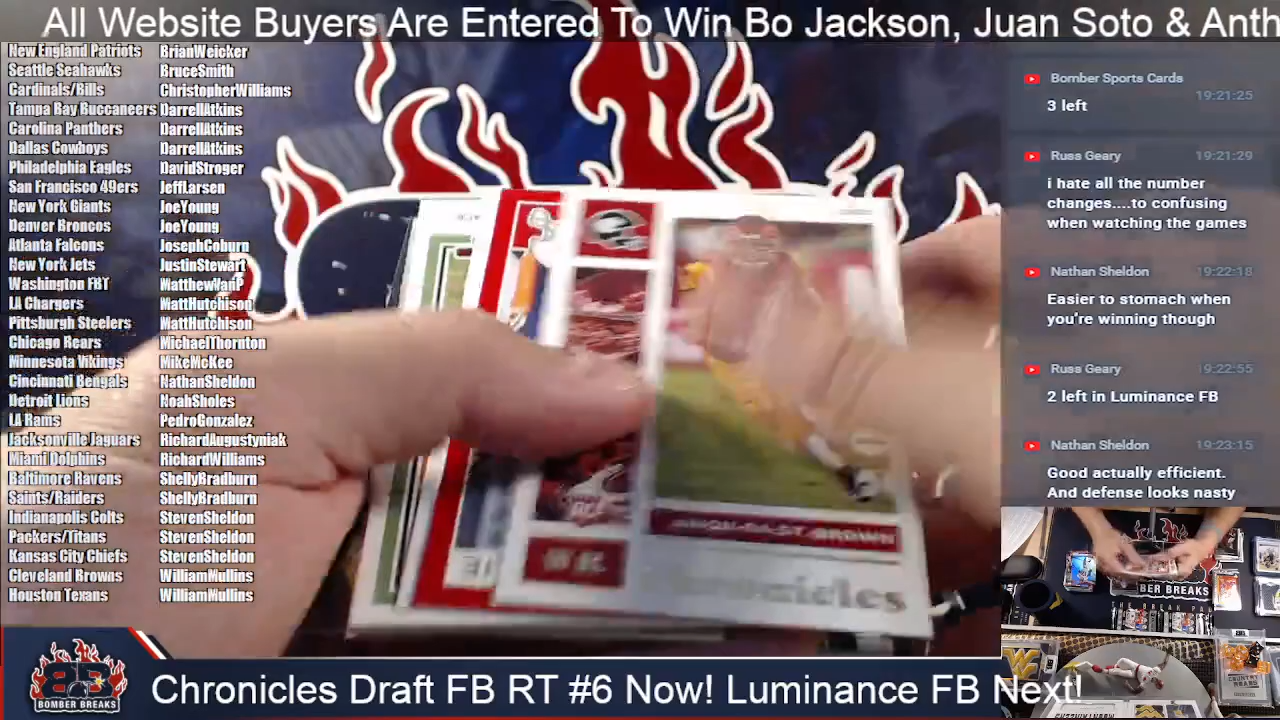 All Website Buyers Are Entered To Win Bo Jackson, Juan Soto & Anth
New England Patriots BrianWeicker
Seattle Seahawks BruceSmith
Cardinals/Bills ChristopherWilliams
Tampa Bay Buccaneers DarrellAtkins
Carolina Panthers DarrellAtkins
Dallas Cowboys DarrellAtkins
Philadelphia Eagles DavidStroger
San Francisco 49ers JeffLarsen
New York Giants JoeYoung
Denver Broncos JoeYoung
Atlanta Falcons JosephCoburn
New York Jets JustinStewart
Washington FBT MatthewVanP
LA Chargers MattHutchison
Pittsburgh Steelers MattHutchison
Chicago Bears MichaelThornton
Minnesota Vikings MikeMcKee
Cincinnati Bengals NathanSheldon
Detroit Lions NoahSholes
LA Rams PedroGonzalez
Jacksonville Jaguars RichardAugustyniak
Miami Dolphins RichardWilliams
Baltimore Ravens ShellyBradburn
Saints/Raiders ShellyBradburn
Indianapolis Colts StevenSheldon
Packers/Titans StevenSheldon
Kansas City Chiefs StevenSheldon
Cleveland Browns WilliamMullins
Houston Texans WilliamMullins
Bomber Sports Cards 19:21:25
3 left
Russ Geary 19:21:29
i hate all the number
changes....to confusing
when watching the games
Nathan Sheldon 19:22:18
Easier to stomach when
you're winning though
Russ Geary 19:22:55
2 left in Luminance FB
Nathan Sheldon 19:23:15
Good actually efficient.
And defense looks nasty
BROWN
Chronicles
WR
BER BREAKS
BOMBER BREAKS
Chronicles Draft FB RT #6 Now! Luminance FB Next!